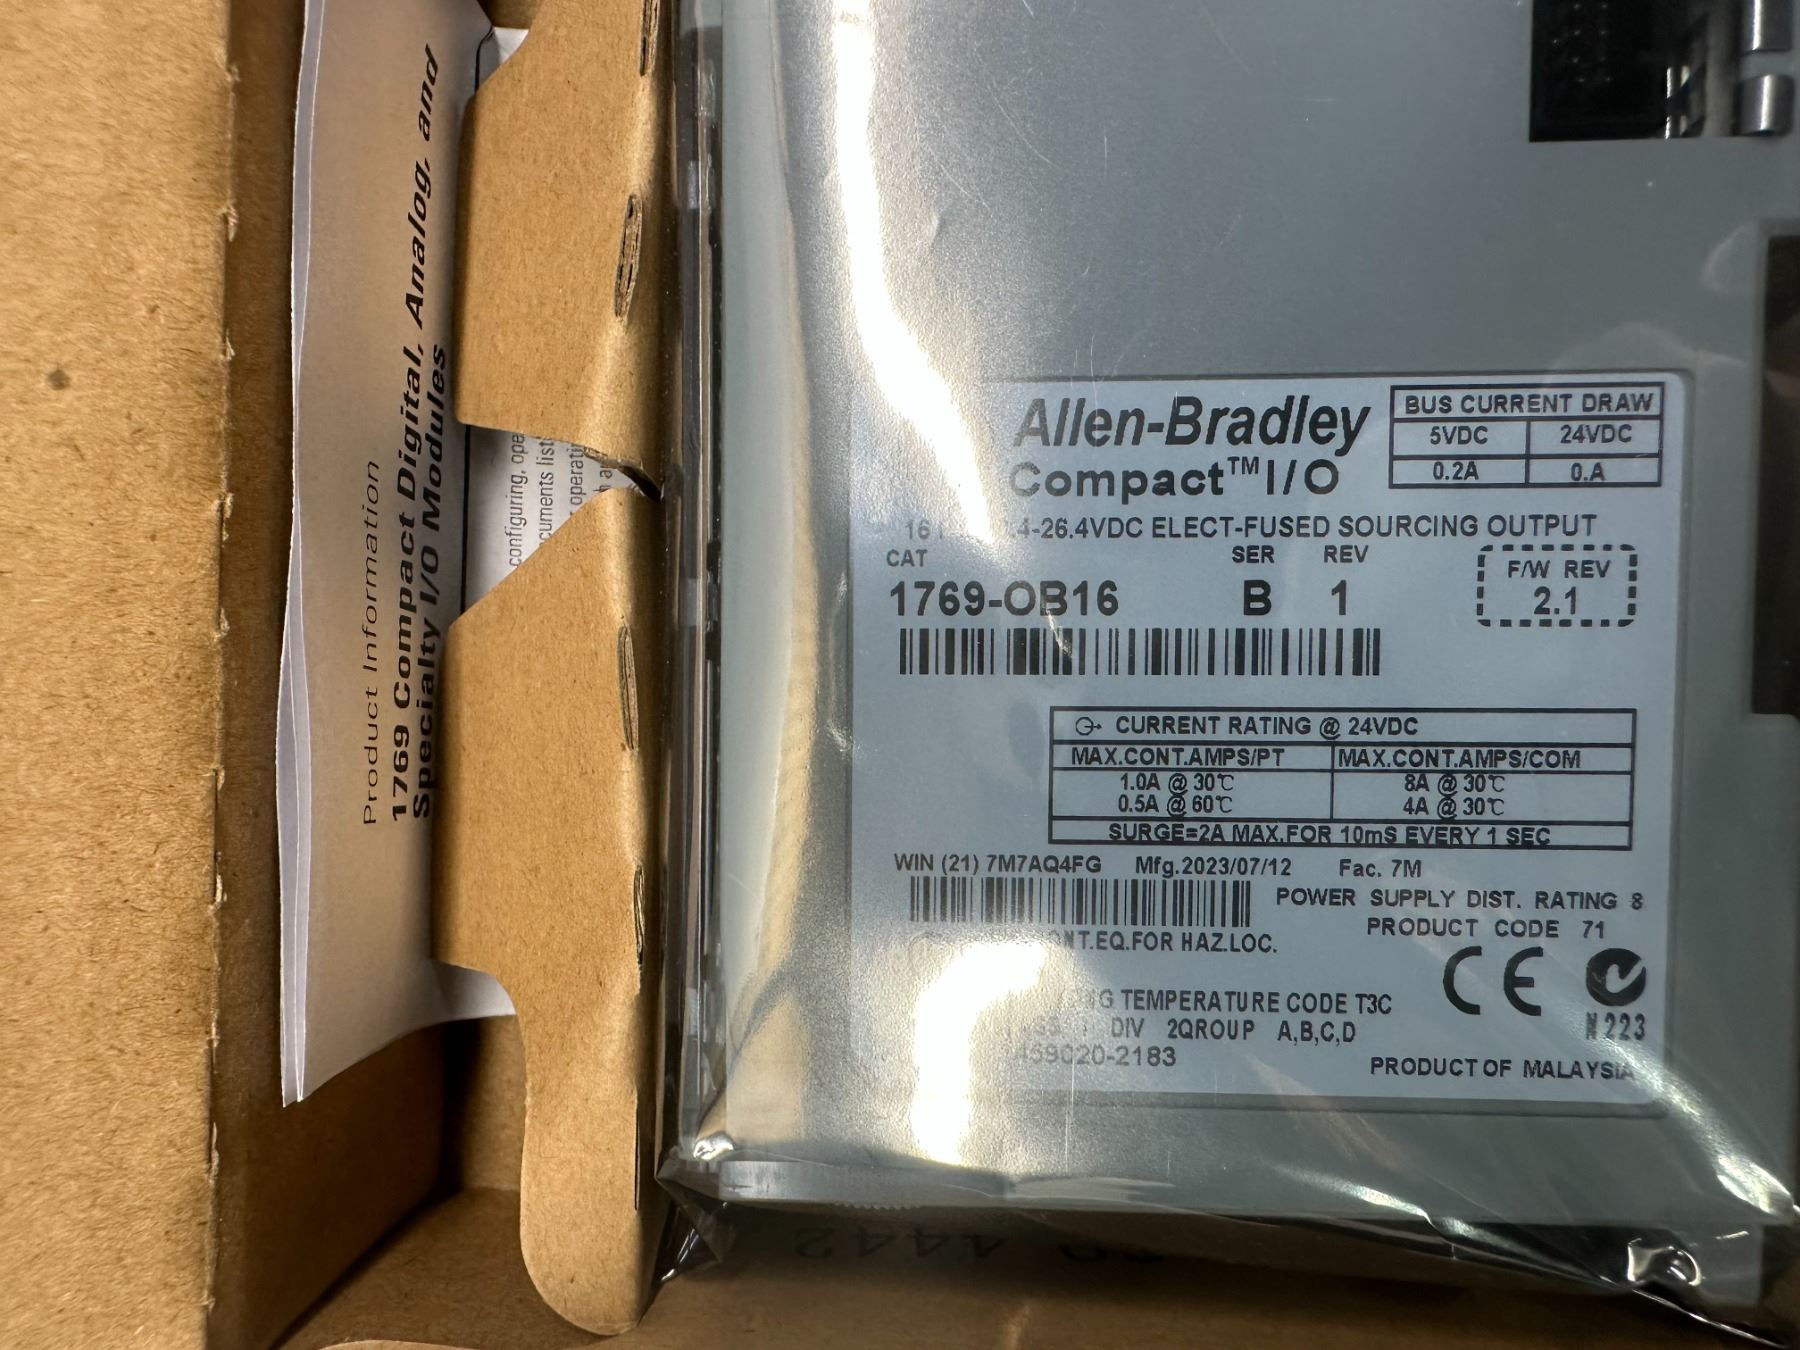 Product Information
1769 Compact Digital, Analog, and
Specialty I/O Modules
configuring, ope
cuments list
operati
Allen-Bradley
Compact™ I/O
BUS CURRENT DRAW
5VDC 24VDC
0.2A 0.A
16 .4-26.4VDC ELECT-FUSED SOURCING OUTPUT
CAT SER REV
1769-OB16 B 1
F/W REV
2.1
CURRENT RATING @ 24VDC
MAX.CONT.AMPS/PT MAX.CONT.AMPS/COM
1.0A @ 30℃ 8A @ 30℃
0.5A @ 60℃ 4A @ 30℃
SURGE=2A MAX.FOR 10mS EVERY 1 SEC
WIN (21) 7M7AQ4FG Mfg.2023/07/12 Fac. 7M
POWER SUPPLY DIST. RATING 8
PRODUCT CODE 71
NT.EQ.FOR HAZ.LOC.
CE
G TEMPERATURE CODE T3C
DIV 2QROUP A,B,C,D
N223
459020-2183
PRODUCT OF MALAYSIA